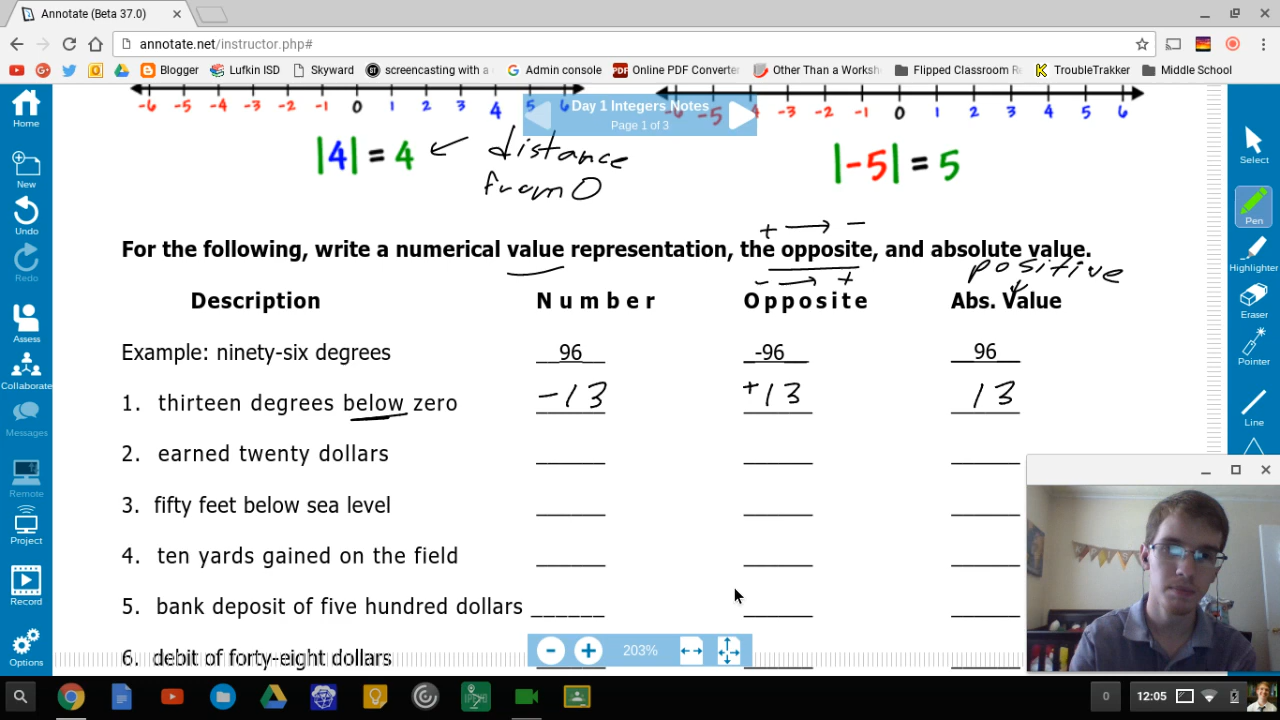 Annotate (Beta 37.0)
annotate.net/instructor.php#
Blogger Lufkin ISD Skyward screencasting with a Admin console Online PDF Converter Other Than a Worksh Flipped Classroom R TroubleTrakker Middle School
Home
New
Undo
Redo
Assess
Collaborate
Messages
Remote
Project
Record
Options
Day 1 Integers Notes
Page 1 of 3
-6 -5 -4 -3 -2 -1 0 1 2 3 4 5 6
-6 -5 -4 -3 -2 -1 0 1 2 3 4 5 6
|4| = 4 ← distance
from 0
|-5| = 5
+ → -
For the following, write a numerical value representation, the opposite, and absolute value.
- → +
positive
Description Number Opposite Abs. Value
Example: ninety-six degrees 96 -96 96
1. thirteen degrees below zero -13 +13 13
2. earned twenty dollars
3. fifty feet below sea level
4. ten yards gained on the field
5. bank deposit of five hundred dollars
6. debit of forty-eight dollars
203%
Select
Pen
Highlighter
Eraser
Pointer
Line
0 12:05